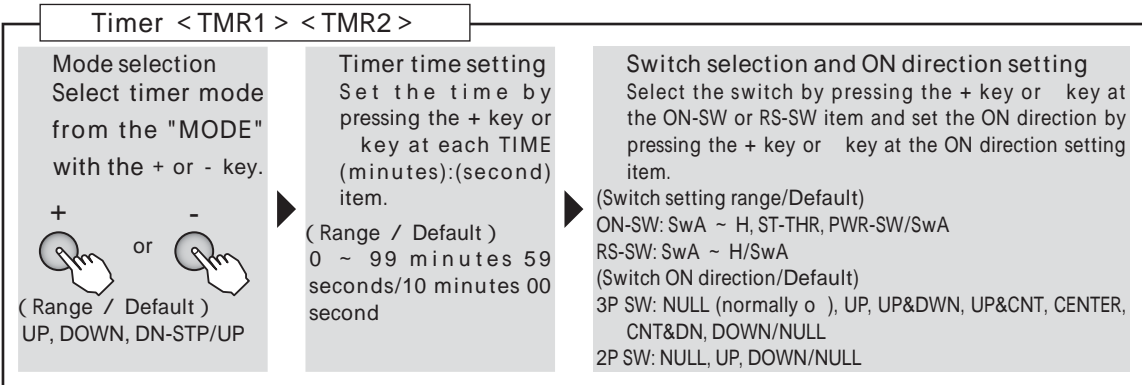 Timer <TMR1> <TMR2>
Mode selection
Select timer mode
from the "MODE"
with the + or - key.
+ -
or
( Range / Default )
UP, DOWN, DN-STP/UP
Timer time setting
Set the time by
pressing the + key or
key at each TIME
(minutes):(second)
item.
( Range / Default )
0 ~ 99 minutes 59
seconds/10 minutes 00
second
Switch selection and ON direction setting
Select the switch by pressing the + key or key at
the ON-SW or RS-SW item and set the ON direction by
pressing the + key or key at the ON direction setting
item.
(Switch setting range/Default)
ON-SW: SwA ~ H, ST-THR, PWR-SW/SwA
RS-SW: SwA ~ H/SwA
(Switch ON direction/Default)
3P SW: NULL (normally o ), UP, UP&DWN, UP&CNT, CENTER,
CNT&DN, DOWN/NULL
2P SW: NULL, UP, DOWN/NULL